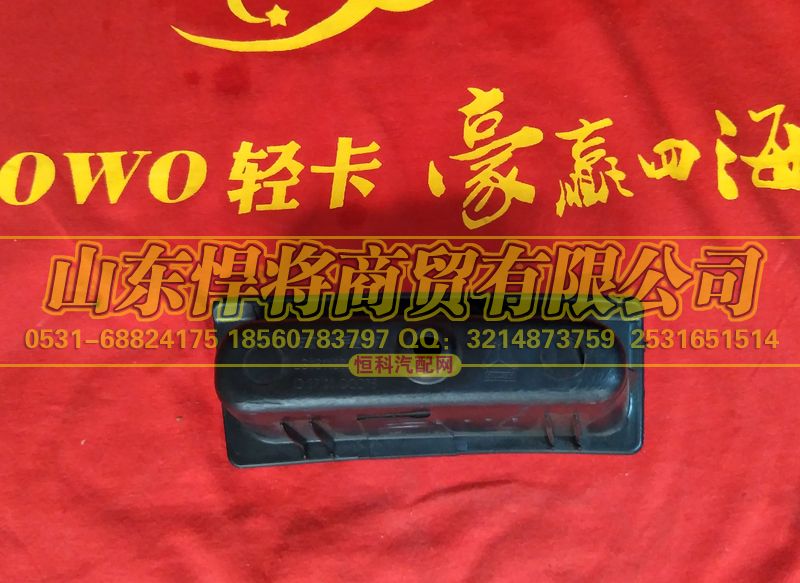 owo 轻卡 豪赢四海
山东悍将商贸有限公司
0531-68824175 18560783797 QQ：3214873759 2531651514
恒科汽配网